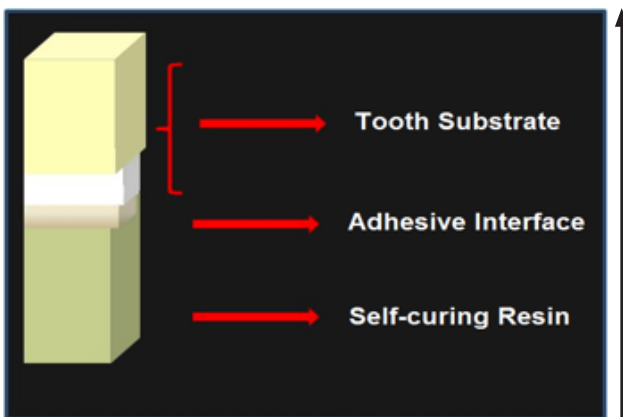 Tooth Substrate
Adhesive Interface
Self-curing Resin